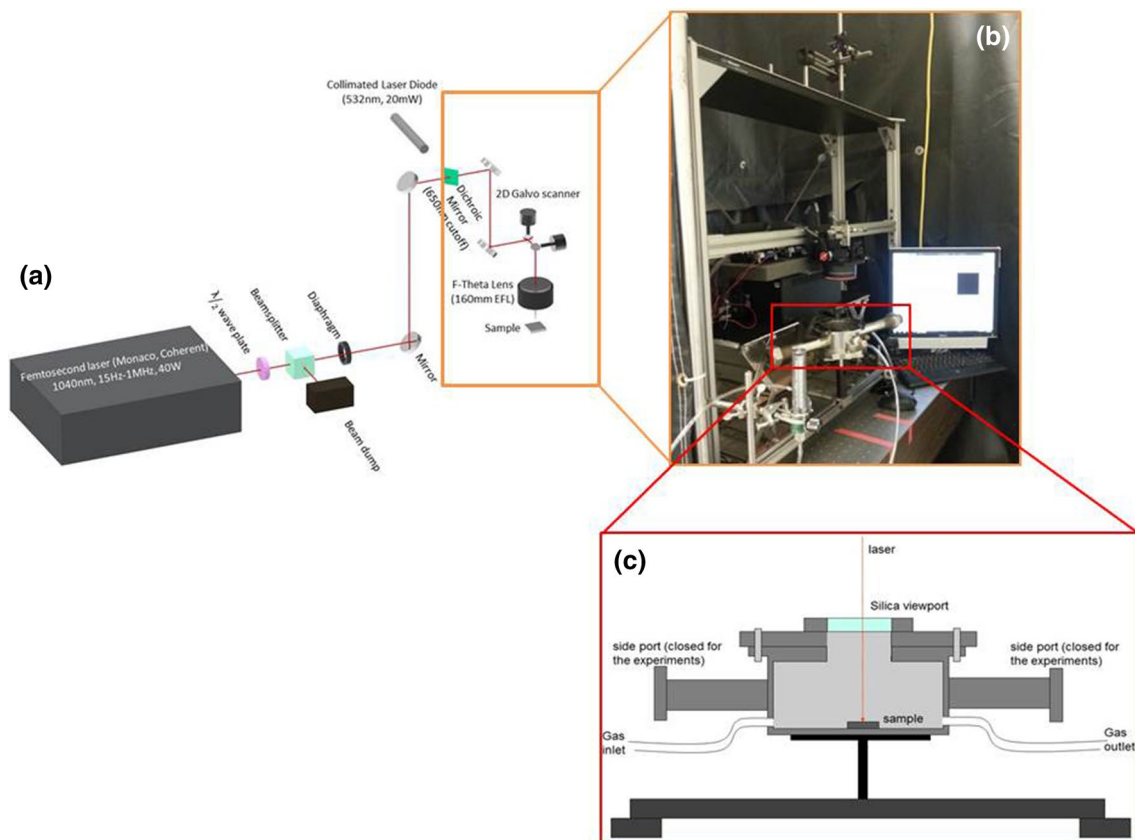 (a)
Collimated Laser Diode
(532nm, 20mW)
Dichroic
Mirror
(650nm cutoff)
2D Galvo scanner
F-Theta Lens
(160mm EFL)
Sample
Femtosecond laser (Monaco, Coherent)
1040nm, 15Hz-1MHz, 40W
λ/2 wave plate
Beamsplitter
Diaphragm
Mirror
Beam dump
(b)
(c)
laser
Silica viewport
side port (closed for
the experiments)
side port (closed for
the experiments)
sample
Gas
inlet
Gas
outlet